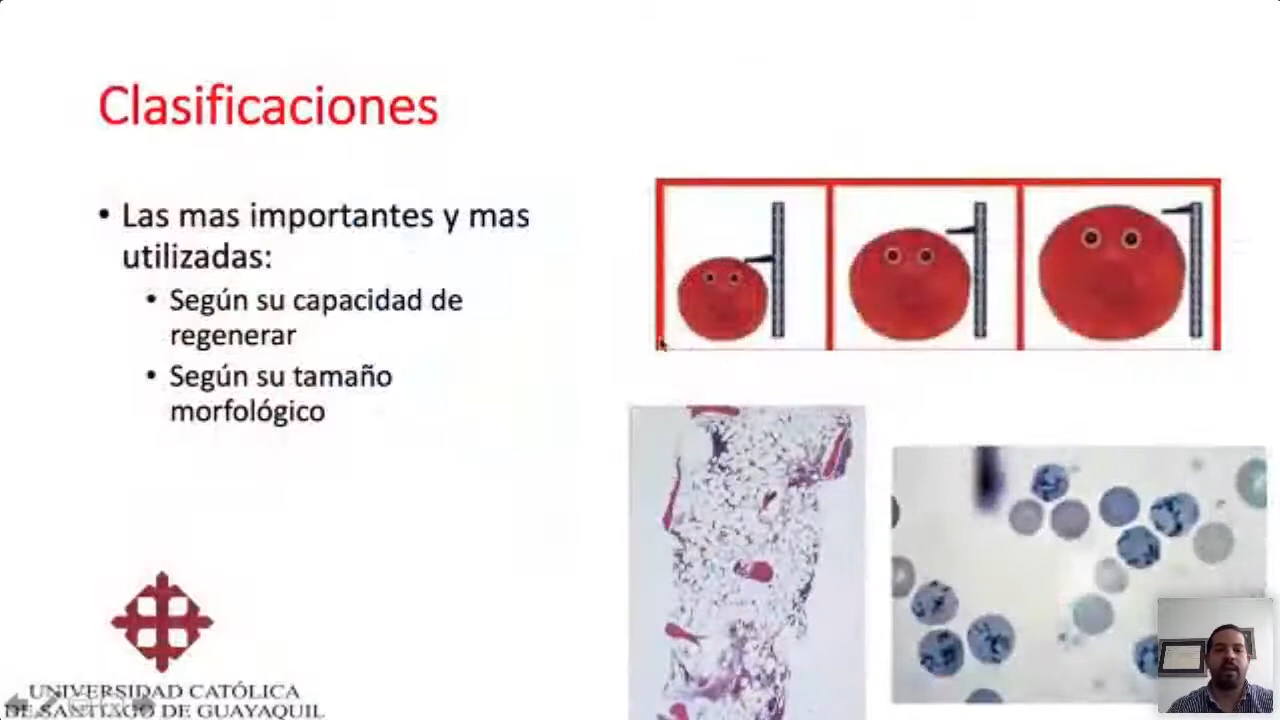 Clasificaciones
• Las mas importantes y mas
utilizadas:
• Según su capacidad de
regenerar
• Según su tamaño
morfológico
UNIVERSIDAD CATÓLICA
DE SANTIAGO DE GUAYAQUIL